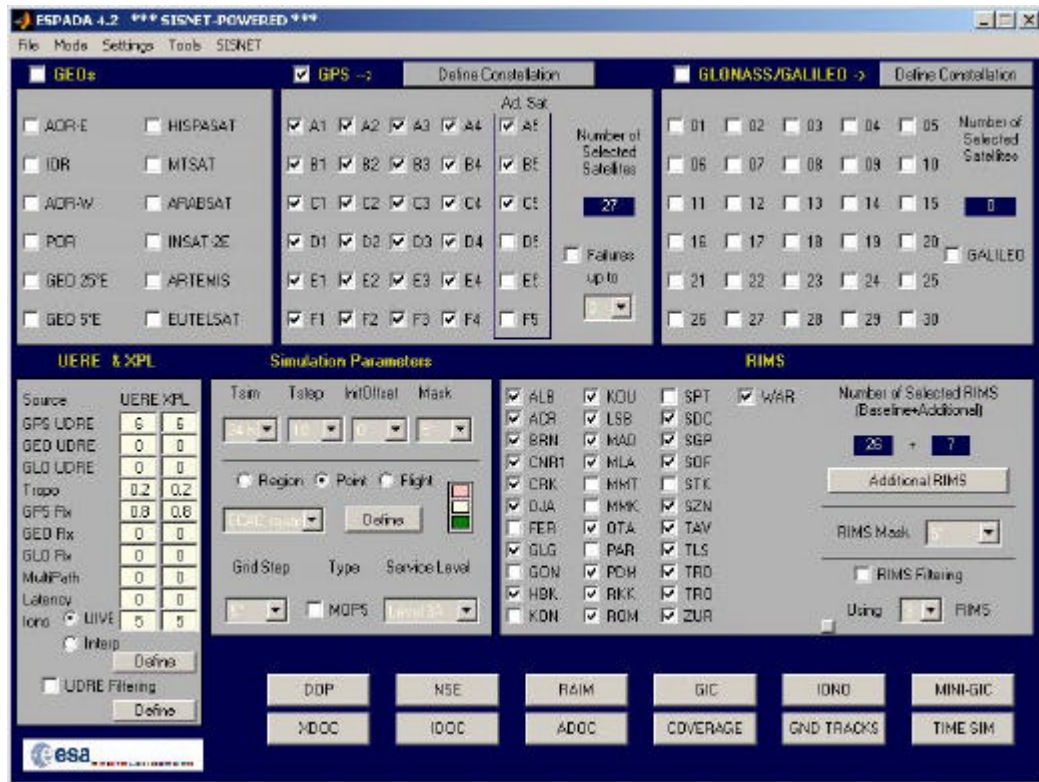 ESPADA 4.2 *** SISNET-POWERED ***
File Mode Settings Tools SISNET
GEOs
AOR-E HISPASAT
IOR MTSAT
AOR-W ARABSAT
POR INSAT-2E
GEO 25°E ARTEMIS
GEO 5°E EUTELSAT
GPS --> Define Constellation
Ad. Sat
A1 A2 A3 A4 A5
B1 B2 B3 B4 B5
C1 C2 C3 C4 C5
D1 D2 D3 D4 D5
E1 E2 E3 E4 E5
F1 F2 F3 F4 F5
Number of
Selected
Satellites
27
Failures
up to
GLONASS/GALILEO -> Define Constellation
01 02 03 04 05
06 07 08 09 10
11 12 13 14 15
16 17 18 19 20
21 22 23 24 25
26 27 28 29 30
Number of
Selected
Satellites
0
GALILEO
UERE & XPL
Source UERE XPL
GPS UDRE 6 6
GEO UDRE 0 0
GLO UDRE 0 0
Tropo 0.2 0.2
GPS Rx 0.8 0.8
GEO Rx 0 0
GLO Rx 0 0
MultiPath 0 0
Latency 0 0
Iono UIVE 5 5
Interp
Define
UDRE Filtering
Define
Simulation Parameters
Tsim Tstep InitOffset Mask
Region Point Flight
Define
Grid Step Type Service Level
5° MOPS
RIMS
ALB KOU SPT WAR
ACR LSB SDC
BRN MAD SGP
CNR1 MLA SOF
CRK MMT STK
DJA MMK SZN
FER OTA TAV
GLG PAR TLS
GON PDH TRD
HBK RKK TRO
KON ROM ZUR
Number of Selected RIMS
(Baseline+Additional)
26 + 7
Additional RIMS
RIMS Mask 5°
RIMS Filtering
Using RIMS
DOP NSE RAIM GIC IONO MINI-GIC
XDOC IDOC ADOC COVERAGE GND TRACKS TIME SIM
esa